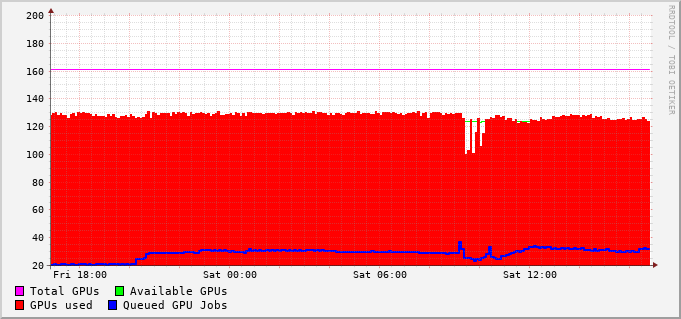 200
180
160
140
120
100
80
60
40
20
Fri 18:00 Sat 00:00 Sat 06:00 Sat 12:00
Total GPUs Available GPUs
GPUs used Queued GPU Jobs
RRDTOOL / TOBI OETIKER